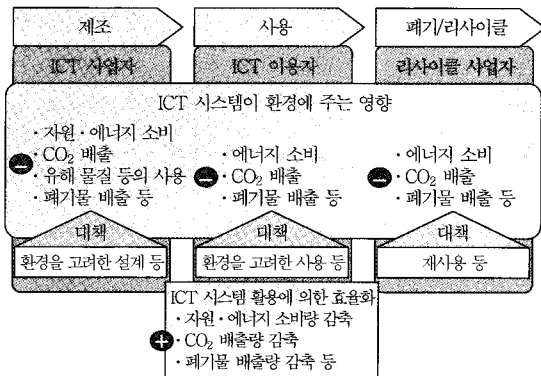 제조 사용 폐기/리사이클
ICT 사업자 ICT 이용자 리사이클 사업자
ICT 시스템이 환경에 주는 영향
· 자원 · 에너지 소비
· CO₂ 배출
· 유해 물질 등의 사용
· 폐기물 배출 등
· 에너지 소비
· CO₂ 배출
· 폐기물 배출 등
· 에너지 소비
· CO₂ 배출
· 폐기물 배출 등
대책 대책 대책
환경을 고려한 설계 등 환경을 고려한 사용 등 재사용 등
ICT 시스템 활용에 의한 효율화
· 자원 · 에너지 소비량 감축
· CO₂ 배출량 감축
· 폐기물 배출량 감축 등